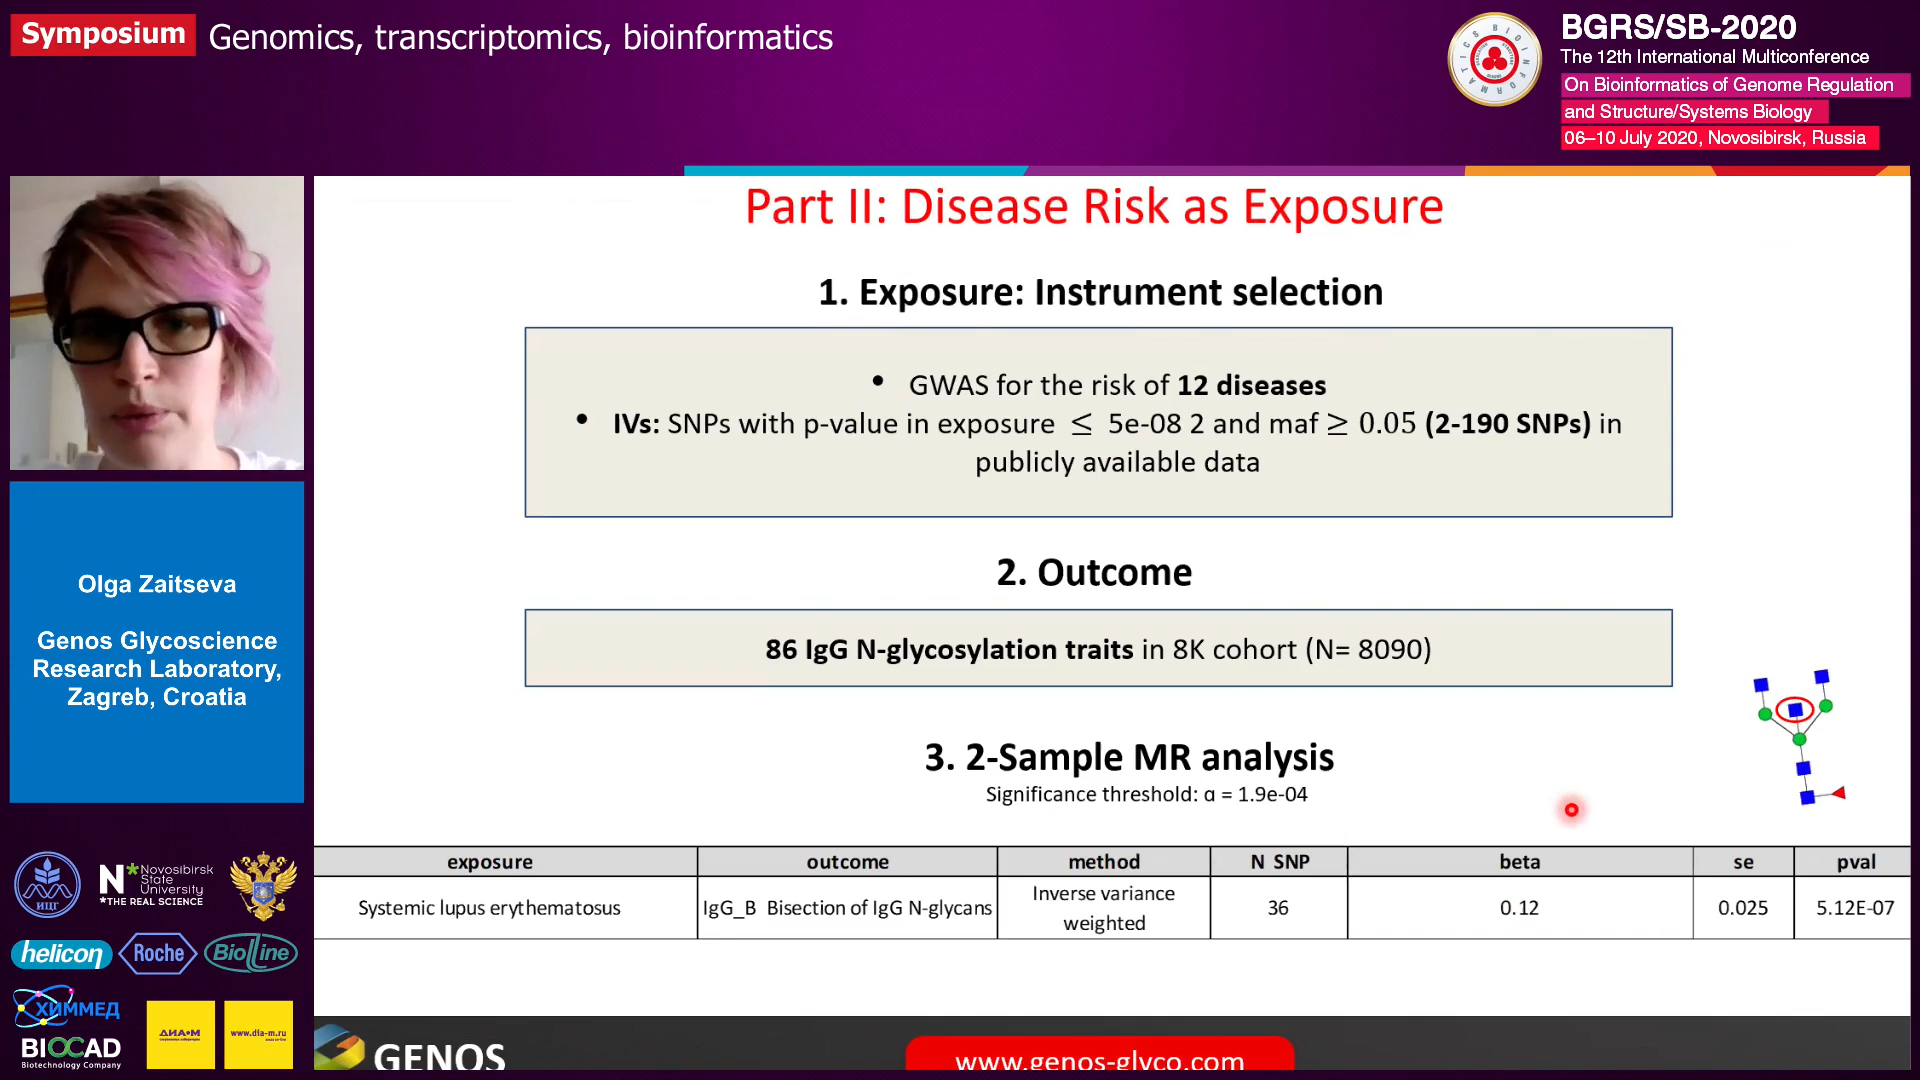 Symposium Genomics, transcriptomics, bioinformatics
BGRS/SB-2020
The 12th International Multiconference
On Bioinformatics of Genome Regulation
and Structure/Systems Biology
06–10 July 2020, Novosibirsk, Russia
BIOINFORMATICS
Part II: Disease Risk as Exposure
1. Exposure: Instrument selection
• GWAS for the risk of 12 diseases
• IVs: SNPs with p-value in exposure ≤ 5e-08 2 and maf ≥ 0.05 (2-190 SNPs) in
publicly available data
2. Outcome
86 IgG N-glycosylation traits in 8K cohort (N= 8090)
3. 2-Sample MR analysis
Significance threshold: α = 1.9e-04
exposure outcome method N SNP beta se pval
Systemic lupus erythematosus IgG_B Bisection of IgG N-glycans Inverse variance weighted 36 0.12 0.025 5.12E-07
Olga Zaitseva
Genos Glycoscience
Research Laboratory,
Zagreb, Croatia
ИЦГ
N* Novosibirsk
State
University
*THE REAL SCIENCE
helicon Roche BioLine
ХИММЕД
BIOCAD
Biotechnology Company
ДИА•М
www.dia-m.ru
GENOS
www.genos-glyco.com